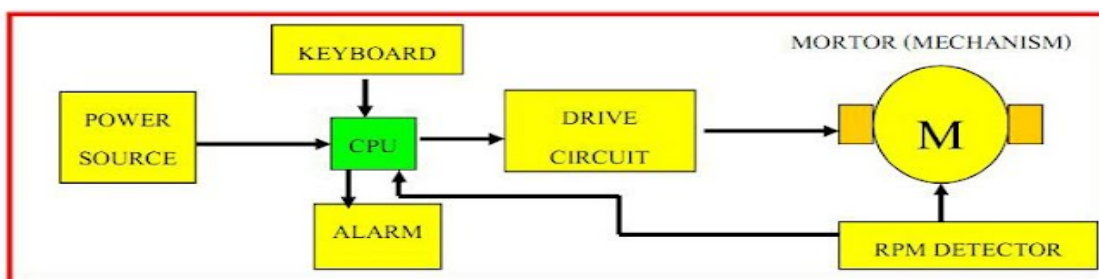 KEYBOARD
MORTOR (MECHANISM)
POWER
SOURCE
CPU
DRIVE
CIRCUIT
M
ALARM
RPM DETECTOR